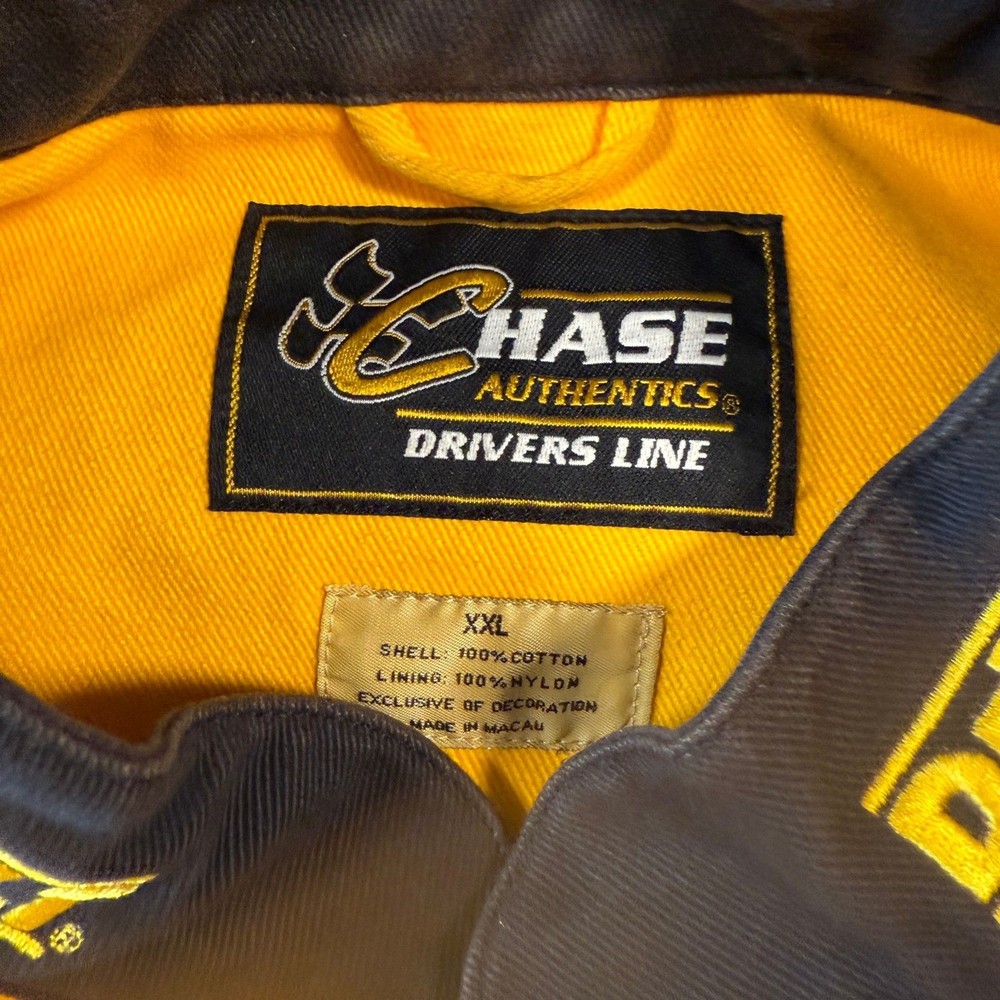 CHASE
AUTHENTICS®
DRIVERS LINE
XXL
SHELL: 100% COTTON
LINING: 100% NYLON
EXCLUSIVE OF DECORATION
MADE IN MACAU
®